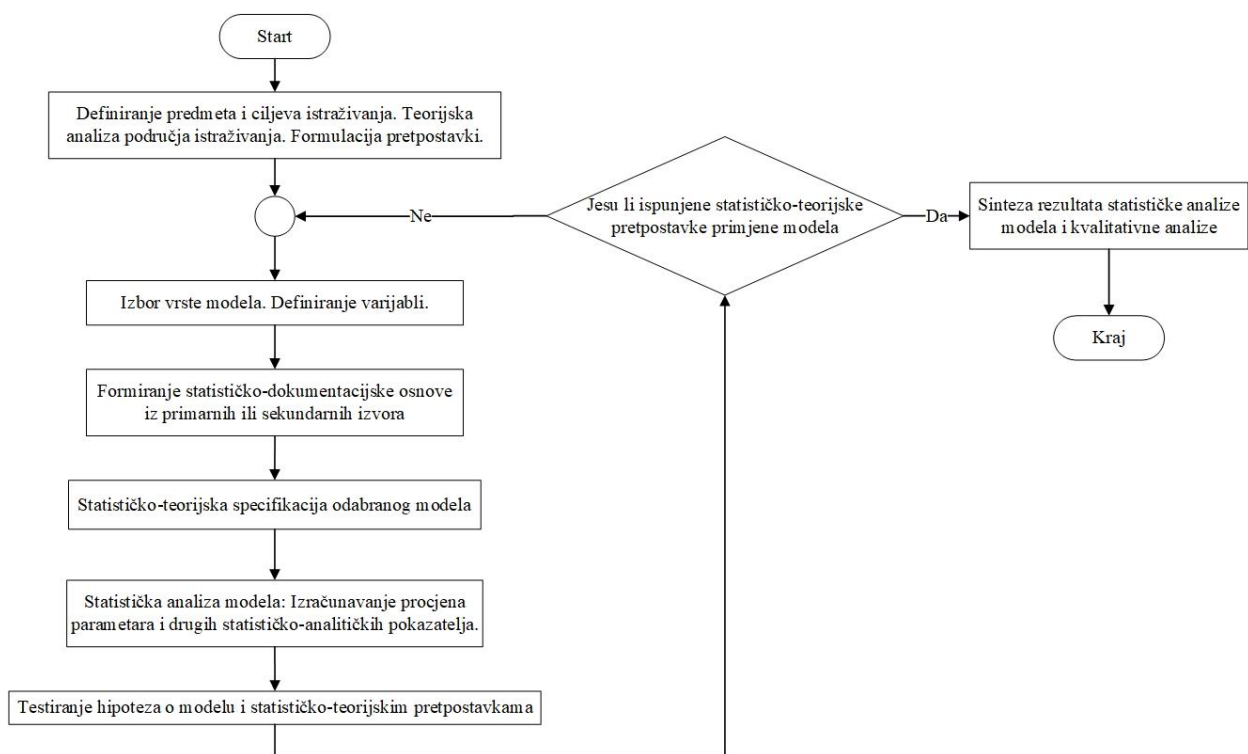 Start
Definiranje predmeta i ciljeva istraživanja. Teorijska
analiza područja istraživanja. Formulacija pretpostavki.
Izbor vrste modela. Definiranje varijabli.
Formiranje statističko-dokumentacijske osnove
iz primarnih ili sekundarnih izvora
Statističko-teorijska specifikacija odabranog modela
Statistička analiza modela: Izračunavanje procjena
parametara i drugih statističko-analitičkih pokazatelja.
Testiranje hipoteza o modelu i statističko-teorijskim pretpostavkama
Jesu li ispunjene statističko-teorijske
pretpostavke primjene modela
Ne
Da
Sinteza rezultata statističke analize
modela i kvalitativne analize
Kraj